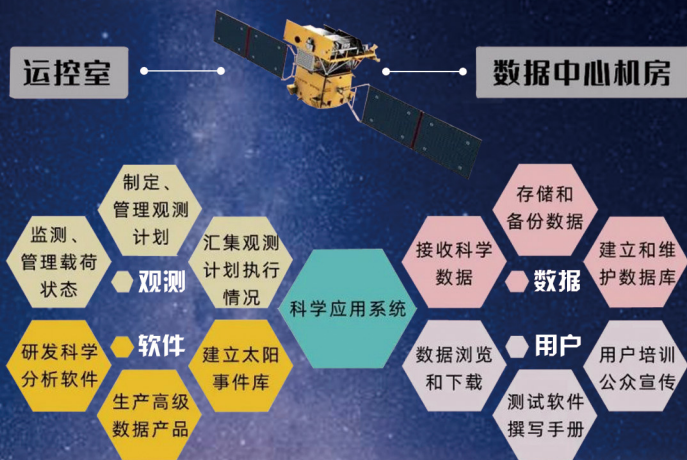 运控室
数据中心机房
制定、
管理观测
计划
监测、
管理载荷
状态
汇集观测
计划执行
情况
观测
研发科学
分析软件
软件
建立太阳
事件库
生产高级
数据产品
科学应用系统
存储和
备份数据
接收科学
数据
建立和维
护数据库
数据
数据浏览
和下载
用户
用户培训
公众宣传
测试软件
撰写手册